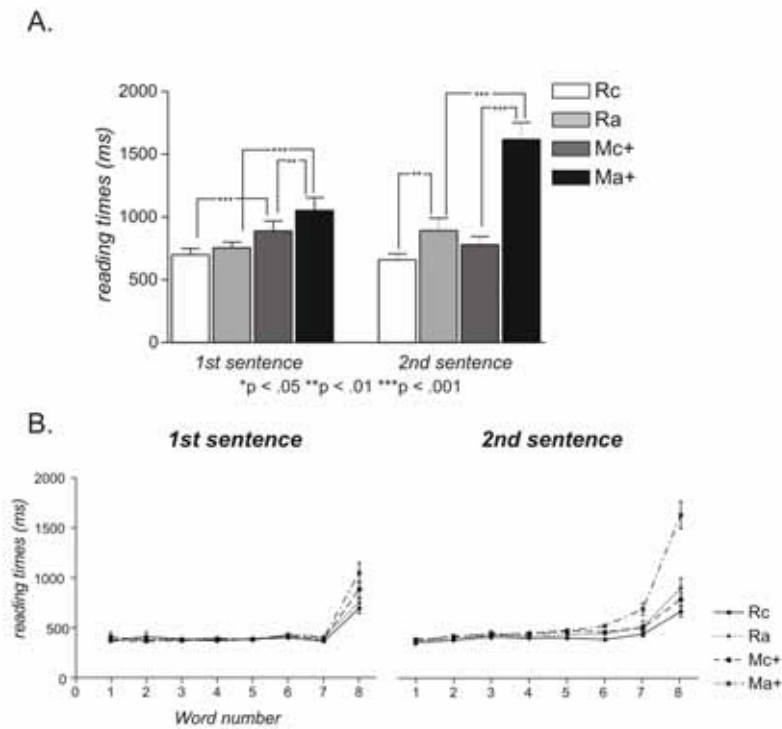 A.
2000
1500
1000
500
0
reading times (ms)
Rc
Ra
Mc+
Ma+
***
***
**
**
***
***
1st sentence
2nd sentence
*p < .05 **p < .01 ***p < .001
B.
1st sentence
2nd sentence
2000
1500
1000
500
0
reading times (ms)
0 1 2 3 4 5 6 7 8
1 2 3 4 5 6 7 8
Word number
Rc
Ra
Mc+
Ma+